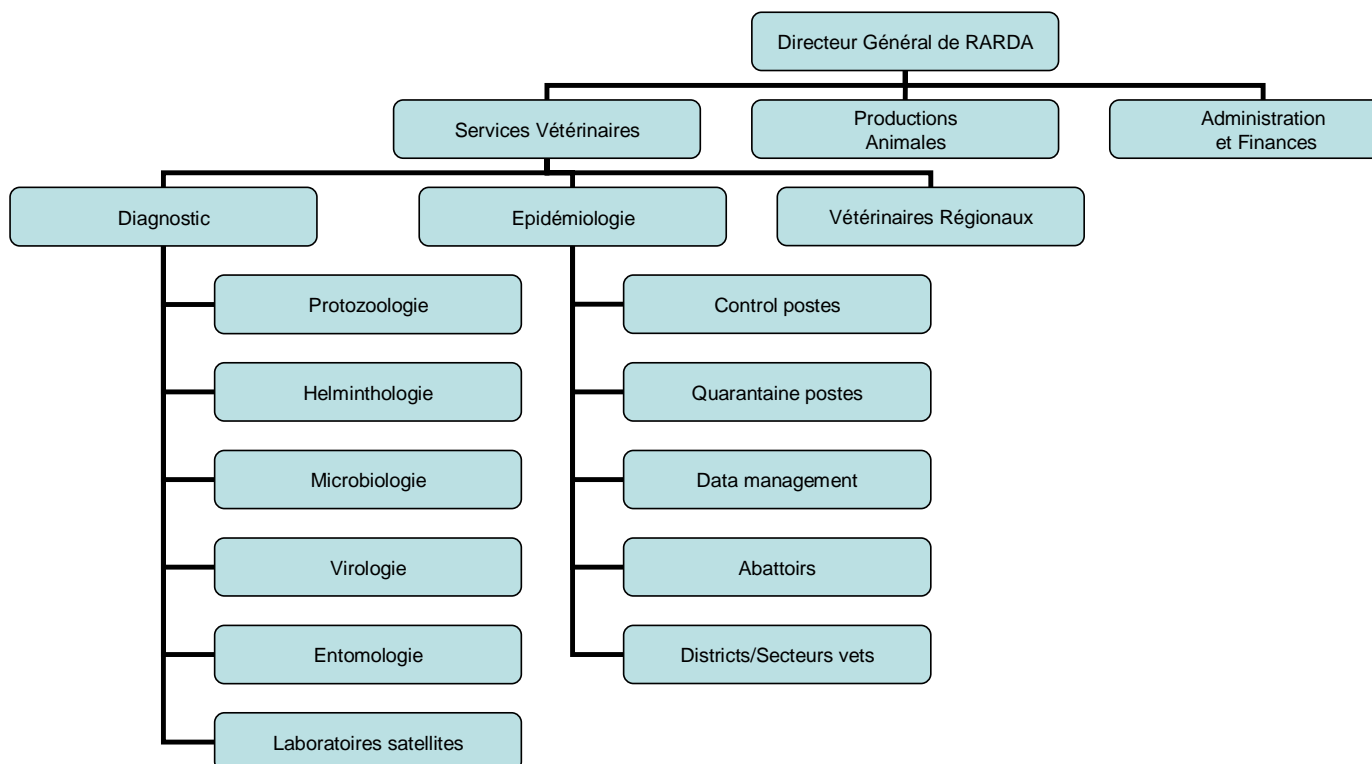 Directeur Général de RARDA
Services Vétérinaires
Productions
Animales
Administration
et Finances
Diagnostic
Epidémiologie
Vétérinaires Régionaux
Protozoologie
Control postes
Helminthologie
Quarantaine postes
Microbiologie
Data management
Virologie
Abattoirs
Entomologie
Districts/Secteurs vets
Laboratoires satellites